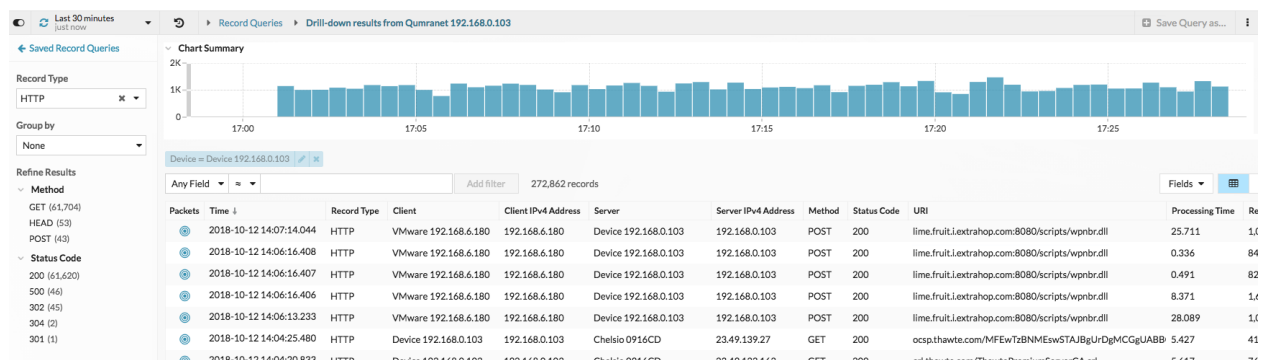 Last 30 minutes
just now
Record Queries
Drill-down results from Qumranet 192.168.0.103
Save Query as...
Saved Record Queries
Record Type
HTTP
Group by
None
Refine Results
Method
GET (61,704)
HEAD (53)
POST (43)
Status Code
200 (61,620)
500 (46)
302 (45)
304 (2)
301 (1)
Chart Summary
2K
1K
0
17:00 17:05 17:10 17:15 17:20 17:25
Device = Device 192.168.0.103
Any Field ≈ Add filter 272,862 records Fields
Packets Time ↓ Record Type Client Client IPv4 Address Server Server IPv4 Address Method Status Code URI Processing Time Re
2018-10-12 14:07:14.044 HTTP VMware 192.168.6.180 192.168.6.180 Device 192.168.0.103 192.168.0.103 POST 200 lime.fruit.i.extrahop.com:8080/scripts/wpnbr.dll 25.711 1,0
2018-10-12 14:06:16.408 HTTP VMware 192.168.6.180 192.168.6.180 Device 192.168.0.103 192.168.0.103 POST 200 lime.fruit.i.extrahop.com:8080/scripts/wpnbr.dll 0.336 84
2018-10-12 14:06:16.407 HTTP VMware 192.168.6.180 192.168.6.180 Device 192.168.0.103 192.168.0.103 POST 200 lime.fruit.i.extrahop.com:8080/scripts/wpnbr.dll 0.491 82
2018-10-12 14:06:16.406 HTTP VMware 192.168.6.180 192.168.6.180 Device 192.168.0.103 192.168.0.103 POST 200 lime.fruit.i.extrahop.com:8080/scripts/wpnbr.dll 8.371 1,6
2018-10-12 14:06:13.233 HTTP VMware 192.168.6.180 192.168.6.180 Device 192.168.0.103 192.168.0.103 POST 200 lime.fruit.i.extrahop.com:8080/scripts/wpnbr.dll 28.089 1,0
2018-10-12 14:04:25.480 HTTP Device 192.168.0.103 192.168.0.103 Chelsio 0916CD 23.49.139.27 GET 200 5.427 41